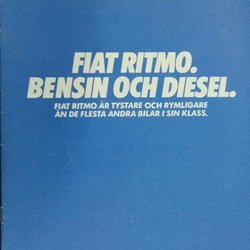 FIAT RITMO.
BENSIN OCH DIESEL.
FIAT RITMO ÄR TYSTARE OCH RYMLIGARE
ÄN DE FLESTA ANDRA BILAR I SIN KLASS.